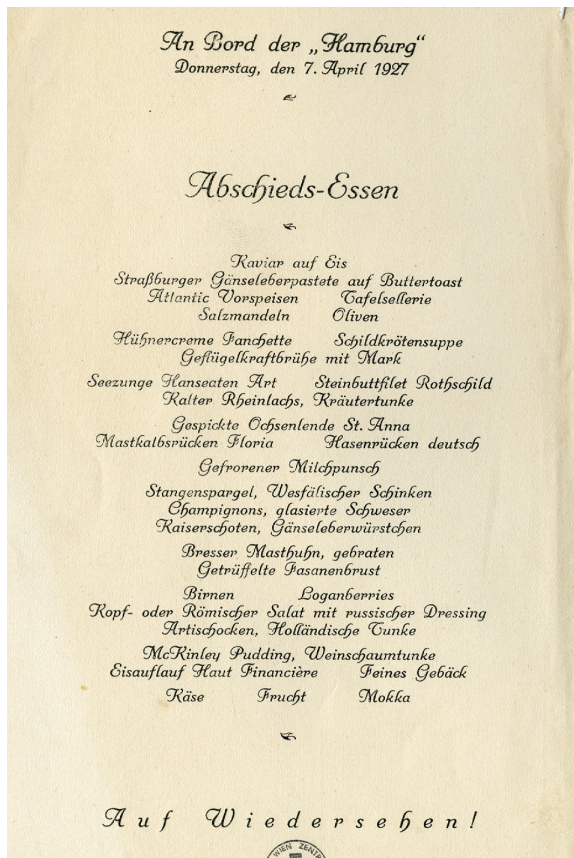 An Bord der „Hamburg“
Donnerstag, den 7. April 1927
Abschieds-Essen
Kaviar auf Eis
Straßburger Gänseleberpastete auf Buttertoast
Atlantic Vorspeisen Tafelsellerie
Salzmandeln Oliven
Hühnercreme Fanchette Schildkrötensuppe
Geflügelkraftbrühe mit Mark
Seezunge Hanseaten Art Steinbuttfilet Rothschild
Kalter Rheinlachs, Kräutertunke
Gespickte Ochsenlende St. Anna
Mastkalbsrücken Floria Hasenrücken deutsch
Gefrorener Milchpunsch
Stangenspargel, Wesfälischer Schinken
Champignons, glasierte Schweser
Kaiserschoten, Gänseleberwürstchen
Bresser Masthuhn, gebraten
Getrüffelte Fasanenbrust
Birnen Loganberries
Kopf- oder Römischer Salat mit russischer Dressing
Artischocken, Holländische Tunke
McKinley Pudding, Weinschaumtunke
Eisauflauf Haut Financière Feines Gebäck
Käse Frucht Mokka
Auf Wiedersehen!
WIEN